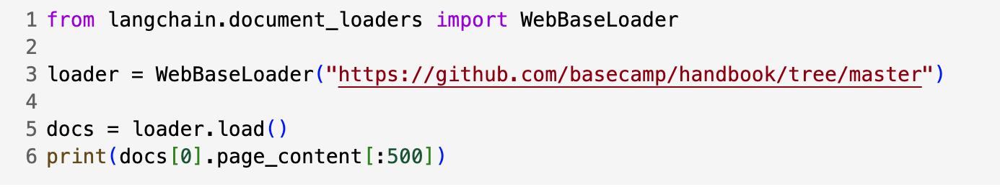 1 from langchain.document_loaders import WebBaseLoader
2
3 loader = WebBaseLoader("https://github.com/basecamp/handbook/tree/master")
4
5 docs = loader.load()
6 print(docs[0].page_content[:500])